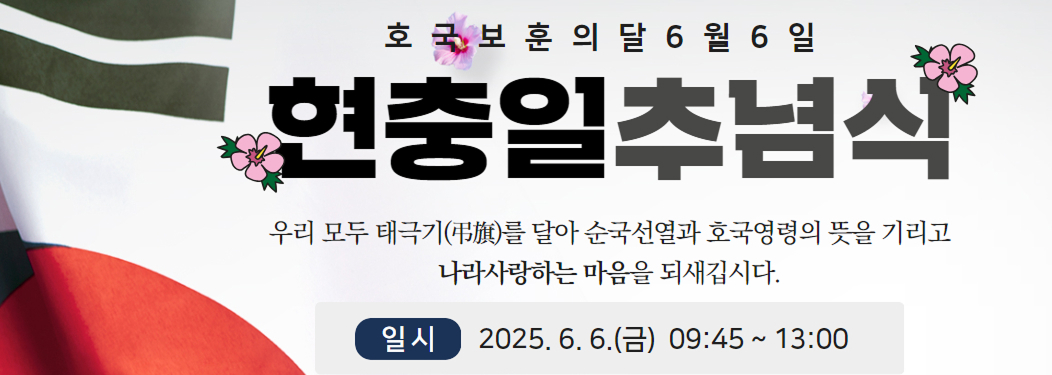 호국보훈의달6월6일
현충일추념식
우리 모두 태극기(弔旗)를 달아 순국선열과 호국영령의 뜻을 기리고
나라사랑하는 마음을 되새깁시다.
일시 2025. 6. 6.(금) 09:45 ~ 13:00